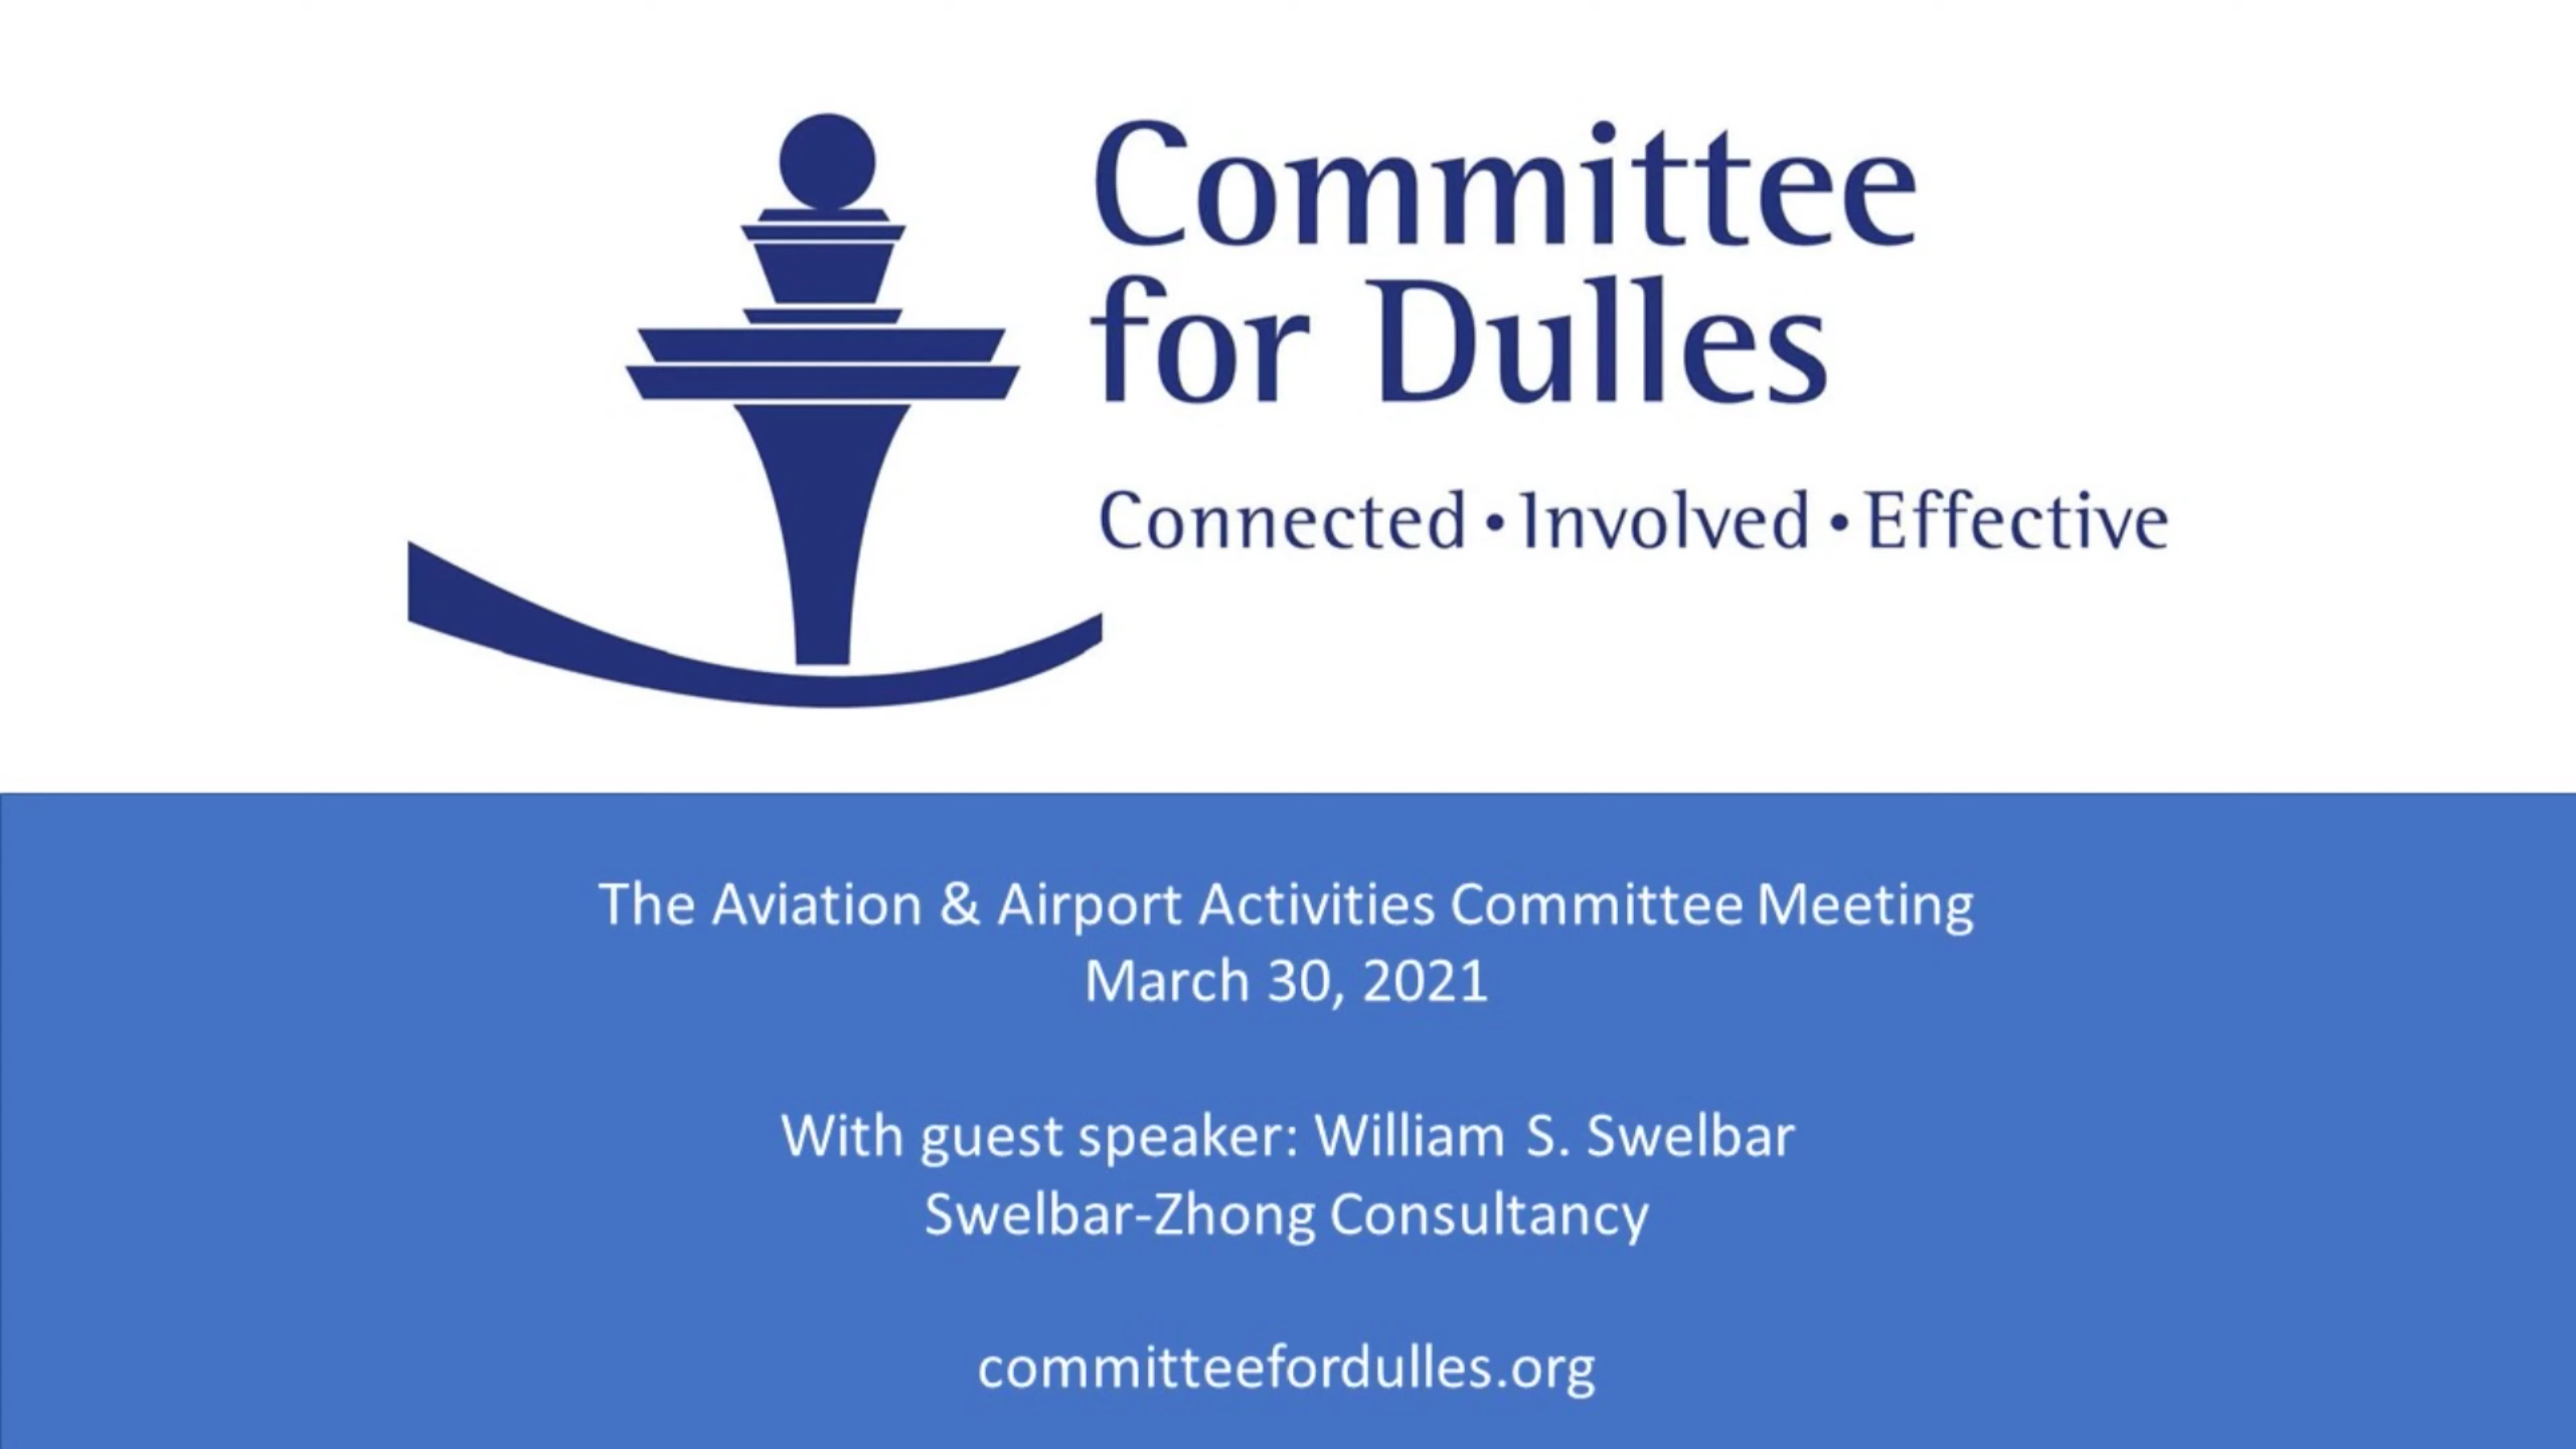 Committee
for Dulles
Connected • Involved • Effective
The Aviation & Airport Activities Committee Meeting
March 30, 2021
With guest speaker: William S. Swelbar
Swelbar-Zhong Consultancy
committeefordulles.org